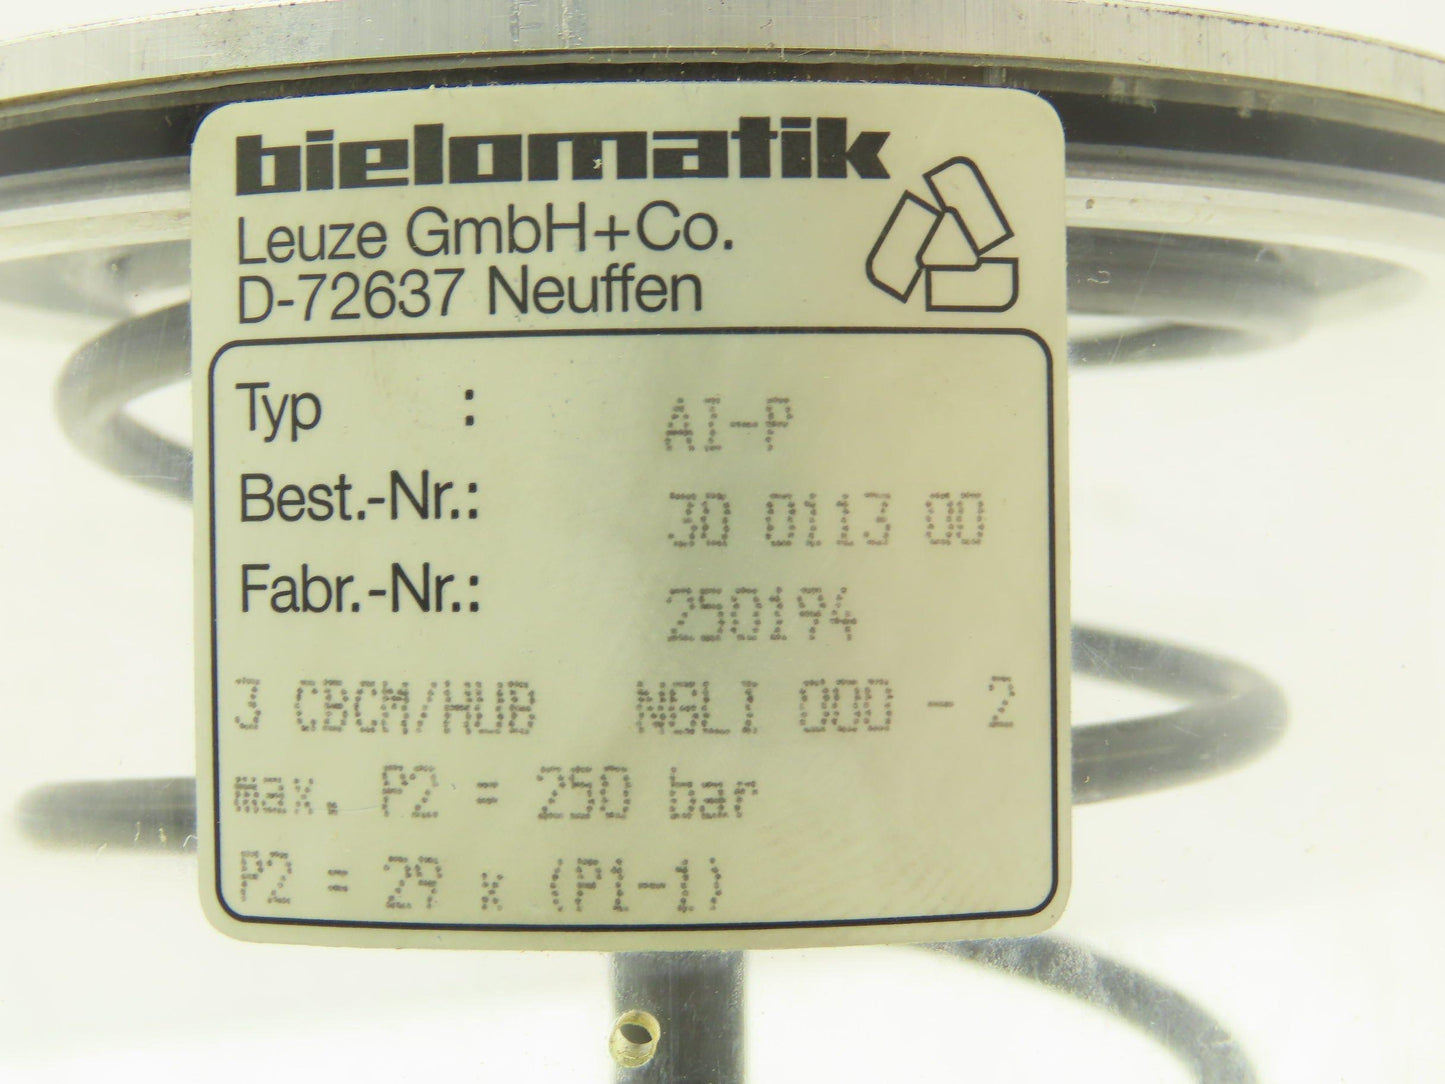 bielomatik
Leuze GmbH+Co.
D-72637 Neuffen
Typ : AI-P
Best.-Nr.: 30 0113 00
Fabr.-Nr.: 250194
3 CBCM/HUB NGLI 000 - 2
max. P2 = 250 bar
P2 = 29 x (P1-1)